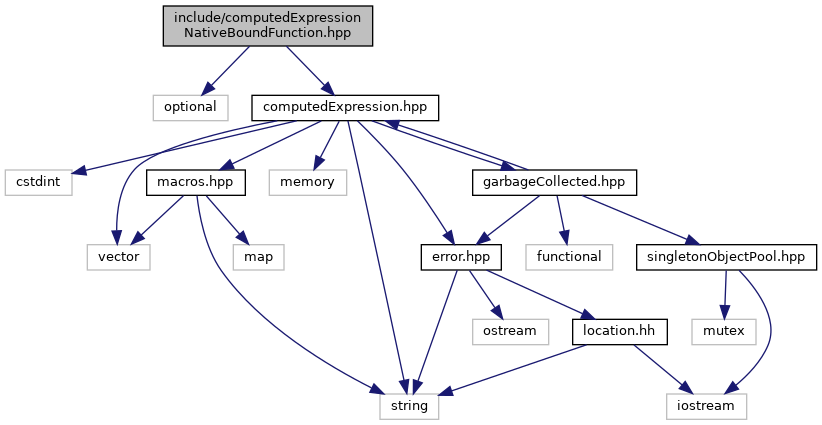 include/computedExpression
NativeBoundFunction.hpp
optional
computedExpression.hpp
cstdint
macros.hpp
memory
garbageCollected.hpp
vector
map
error.hpp
functional
singletonObjectPool.hpp
ostream
location.hh
mutex
string
iostream